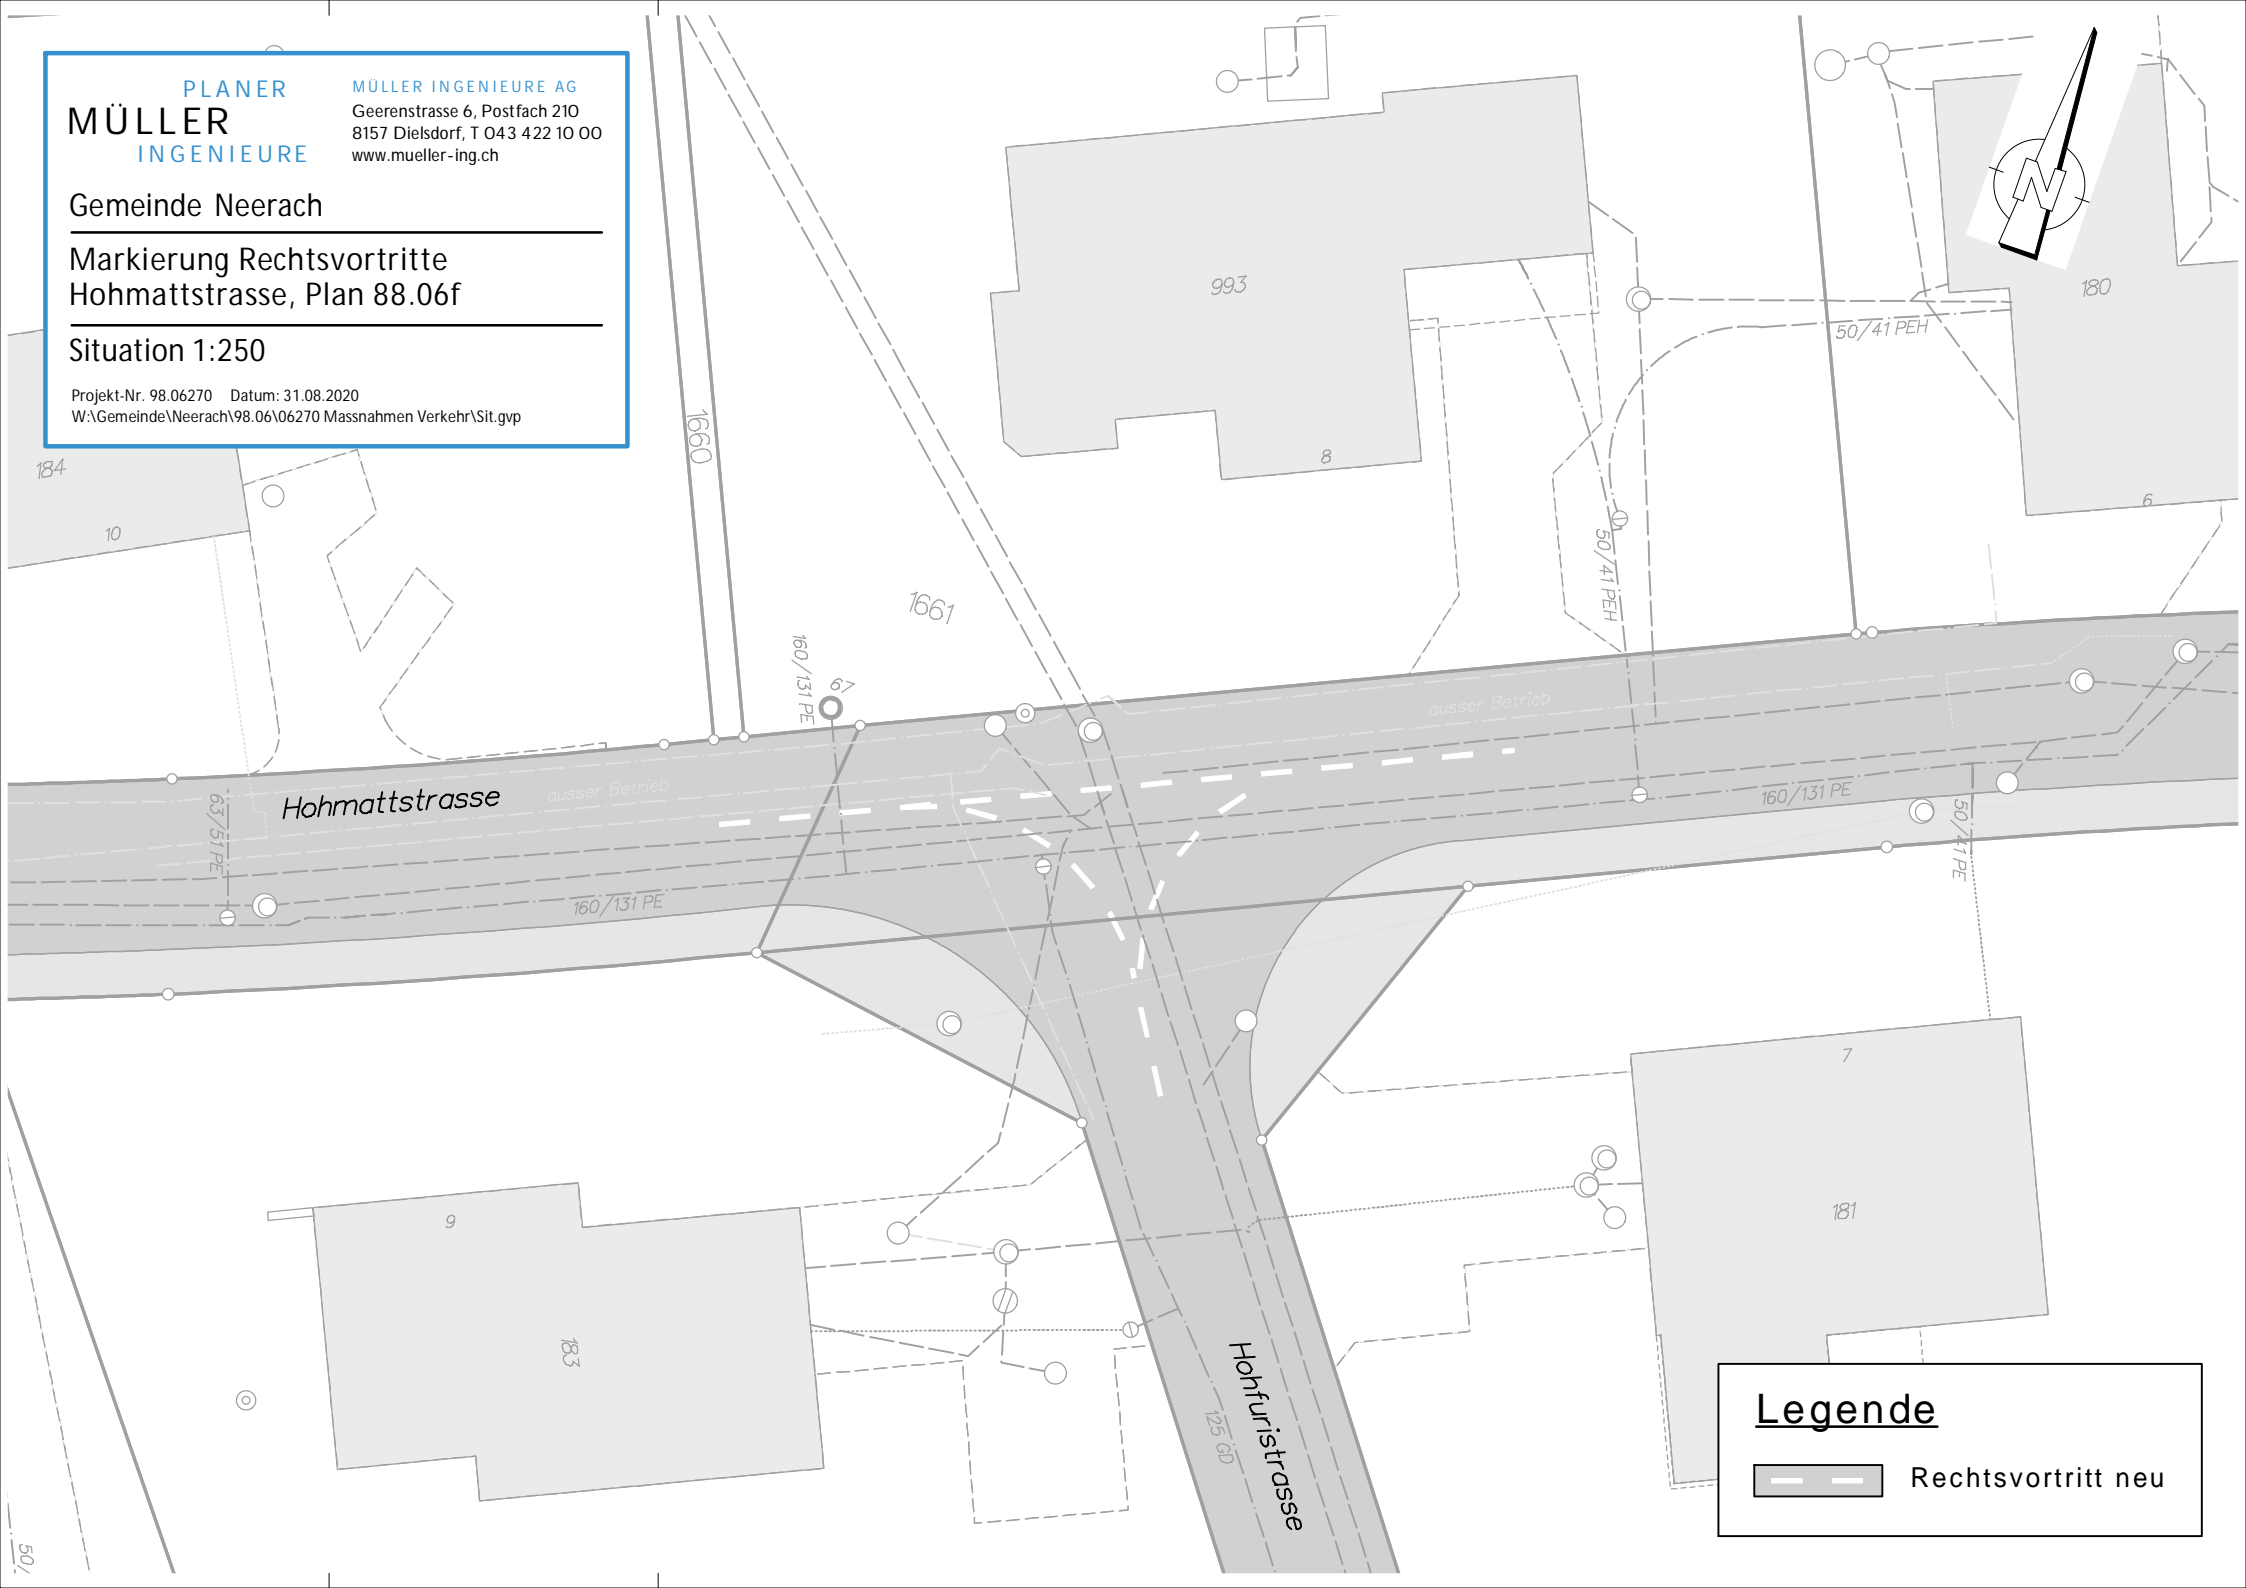 PLANER
MÜLLER
INGENIEURE
MÜLLER INGENIEURE AG
Geerenstrasse 6, Postfach 210
8157 Dielsdorf, T 043 422 10 00
www.mueller-ing.ch
Gemeinde Neerach
Markierung Rechtsvortritte
Hohmattstrasse, Plan 88.06f
Situation 1:250
Projekt-Nr. 98.06270 Datum: 31.08.2020
W:\Gemeinde\Neerach\98.06\06270 Massnahmen Verkehr\Sit.gvp
N
993
180
50/41 PEH
1660
8
184
10
6
50/41 PEH
1661
160/131 PE
67
ausser Betrieb
ausser Betrieb
Hohmattstrasse
63/51 PE
160/131 PE
50/41 PE
160/131 PE
7
9
181
183
Hohfuristrasse
125 GD
50/
Legende
Rechtsvortritt neu